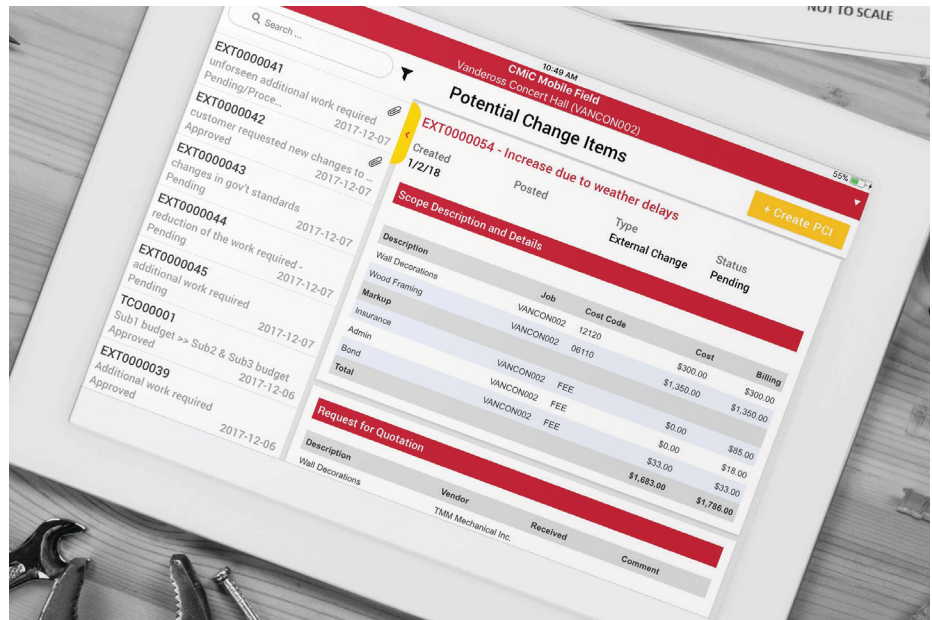 NOT TO SCALE
10:49 AM
55%
CMiC Mobile Field
Vandeross Concert Hall (VANCON002)
Search ...
EXT0000041
unforseen additional work required
Pending/Proce...
2017-12-07
EXT0000042
customer requested new changes to ...
Approved
2017-12-07
EXT0000043
changes in gov't standards
Pending
2017-12-07
EXT0000044
reduction of the work required -
Pending
2017-12-07
EXT0000045
additional work required
Pending
2017-12-07
TCO00001
Sub1 budget >> Sub2 & Sub3 budget
Approved
2017-12-06
EXT0000039
Additional work required
Approved
2017-12-06
Potential Change Items
+ Create PCI
EXT0000054 - Increase due to weather delays
Created Posted Type Status
1/2/18 External Change Pending
Scope Description and Details
Description Job Cost Code Cost Billing
Wall Decorations VANCON002 12120 $300.00 $300.00
Wood Framing VANCON002 06110 $1,350.00 $1,350.00
Markup
Insurance VANCON002 FEE $0.00 $85.00
Admin VANCON002 FEE $0.00 $18.00
Bond VANCON002 FEE $33.00 $33.00
Total $1,683.00 $1,786.00
Request for Quotation
Description Vendor Received Comment
Wall Decorations TMM Mechanical Inc.